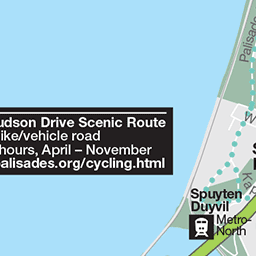 udson Drive Scenic Route
ike/vehicle road
hours, April – November
alisades.org/cycling.html
Palisade
W
S
Ka
Spuyten
Duyvil
Metro-
North